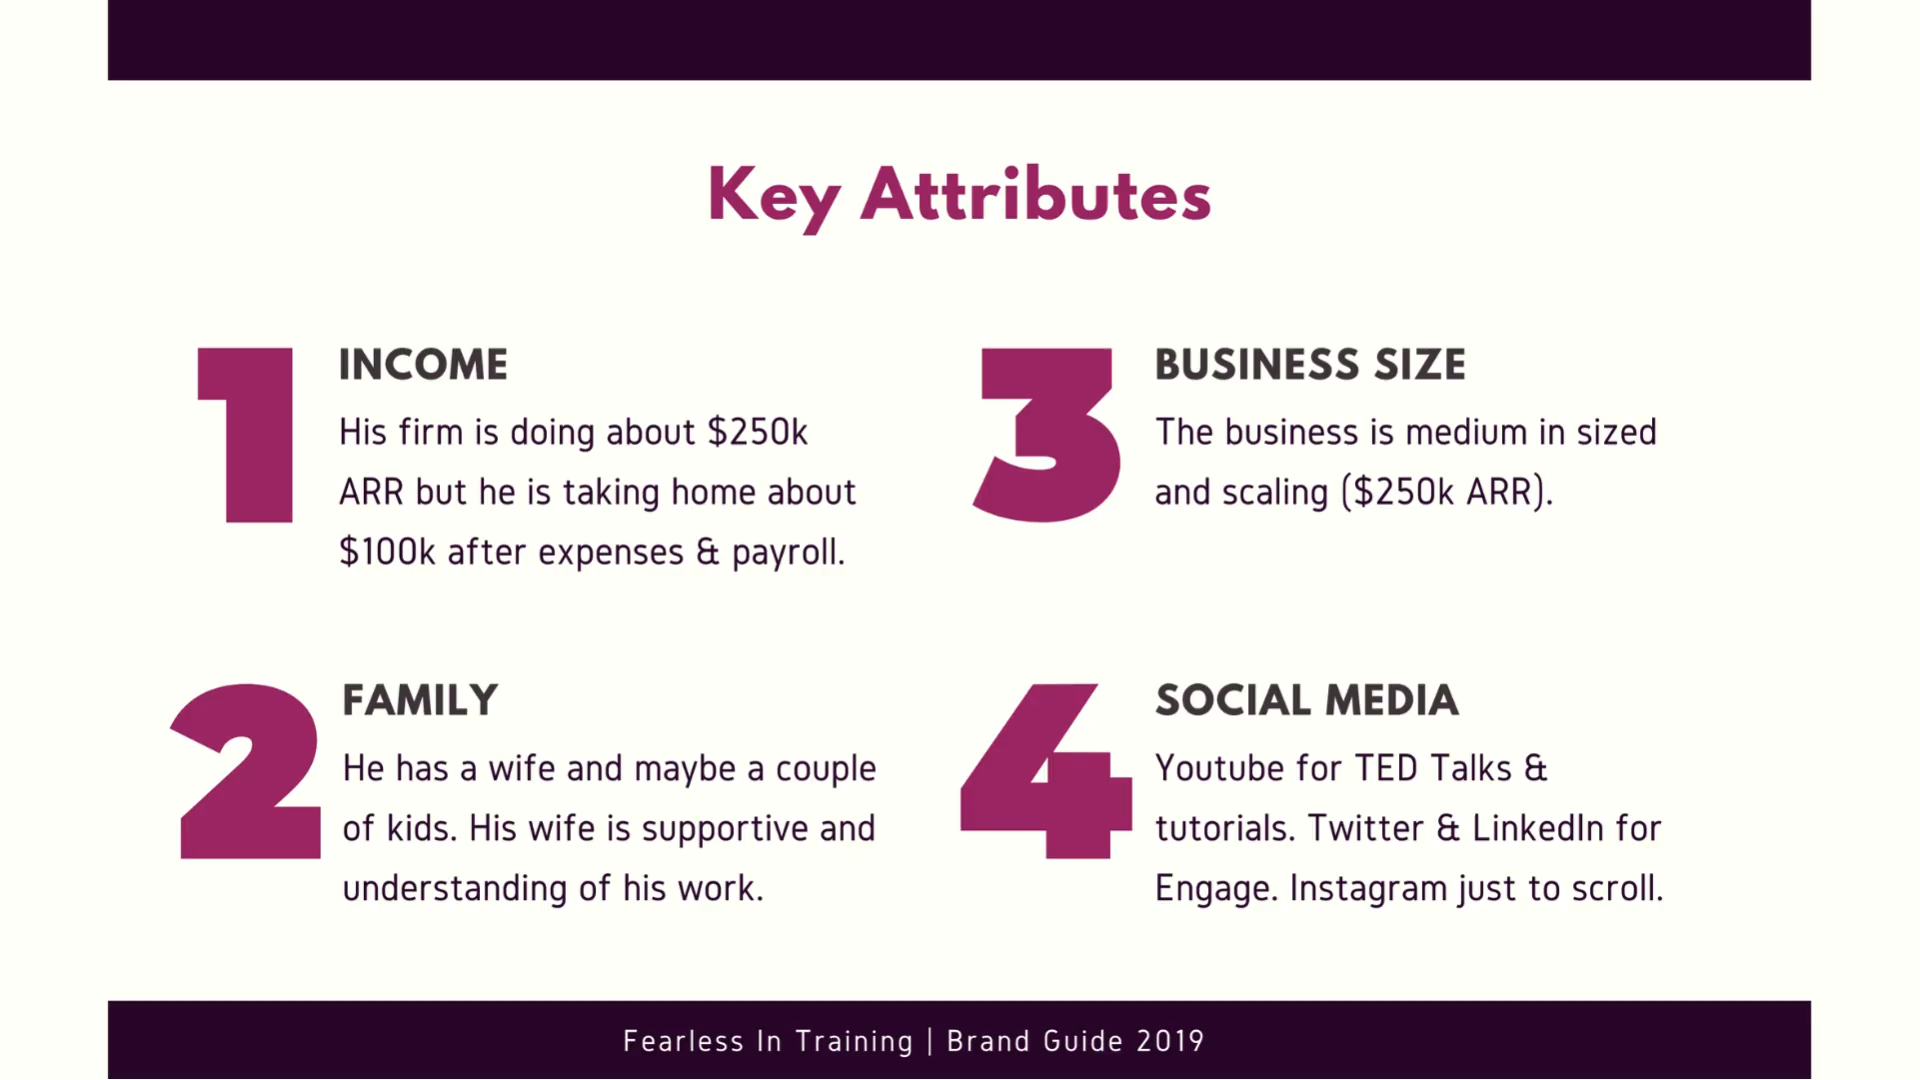 Key Attributes
1
INCOME
His firm is doing about $250k
ARR but he is taking home about
$100k after expenses & payroll.
2
FAMILY
He has a wife and maybe a couple
of kids. His wife is supportive and
understanding of his work.
3
BUSINESS SIZE
The business is medium in sized
and scaling ($250k ARR).
4
SOCIAL MEDIA
Youtube for TED Talks &
tutorials. Twitter & LinkedIn for
Engage. Instagram just to scroll.
Fearless In Training | Brand Guide 2019